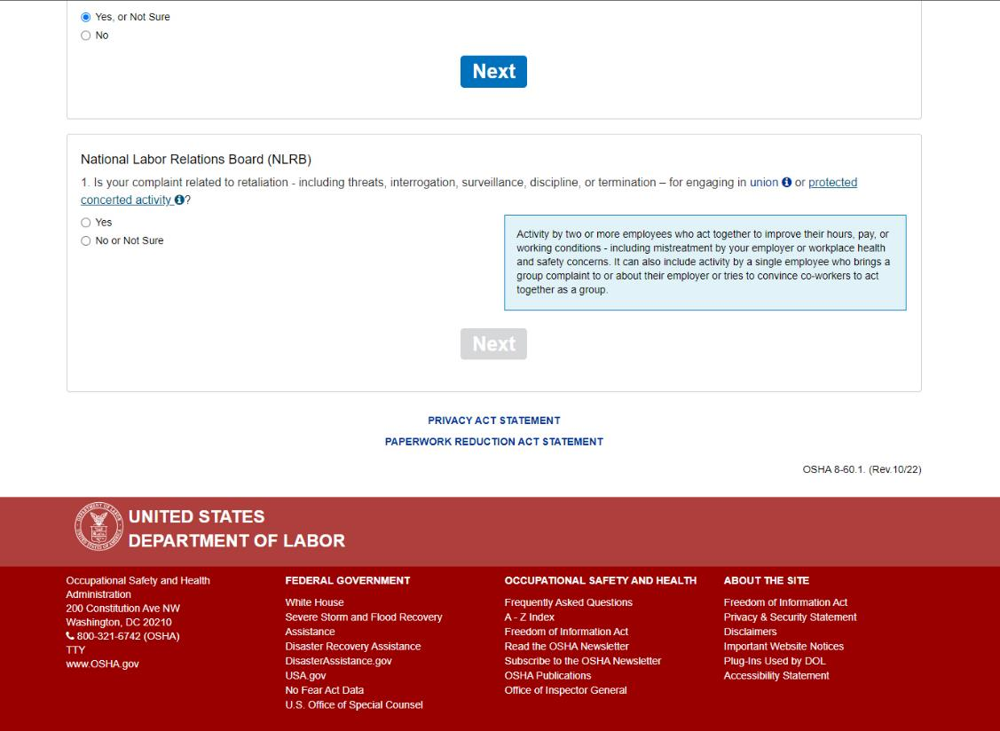 Yes, or Not Sure
No
Next
National Labor Relations Board (NLRB)
1. Is your complaint related to retaliation - including threats, interrogation, surveillance, discipline, or termination – for engaging in union or protected
concerted activity ?
Yes
No or Not Sure
Activity by two or more employees who act together to improve their hours, pay, or
working conditions - including mistreatment by your employer or workplace health
and safety concerns. It can also include activity by a single employee who brings a
group complaint to or about their employer or tries to convince co-workers to act
together as a group.
Next
PRIVACY ACT STATEMENT
PAPERWORK REDUCTION ACT STATEMENT
OSHA 8-60.1. (Rev.10/22)
UNITED STATES
DEPARTMENT OF LABOR
Occupational Safety and Health
Administration
200 Constitution Ave NW
Washington, DC 20210
800-321-6742 (OSHA)
TTY
www.OSHA.gov
FEDERAL GOVERNMENT
White House
Severe Storm and Flood Recovery
Assistance
Disaster Recovery Assistance
DisasterAssistance.gov
USA.gov
No Fear Act Data
U.S. Office of Special Counsel
OCCUPATIONAL SAFETY AND HEALTH
Frequently Asked Questions
A - Z Index
Freedom of Information Act
Read the OSHA Newsletter
Subscribe to the OSHA Newsletter
OSHA Publications
Office of Inspector General
ABOUT THE SITE
Freedom of Information Act
Privacy & Security Statement
Disclaimers
Important Website Notices
Plug-Ins Used by DOL
Accessibility Statement